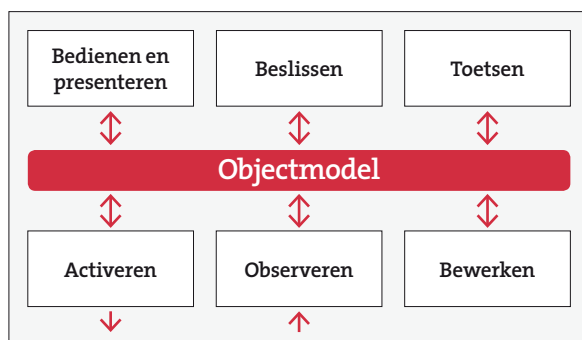 Bedienen en
presenteren
Beslissen
Toetsen
Objectmodel
Activeren
Observeren
Bewerken